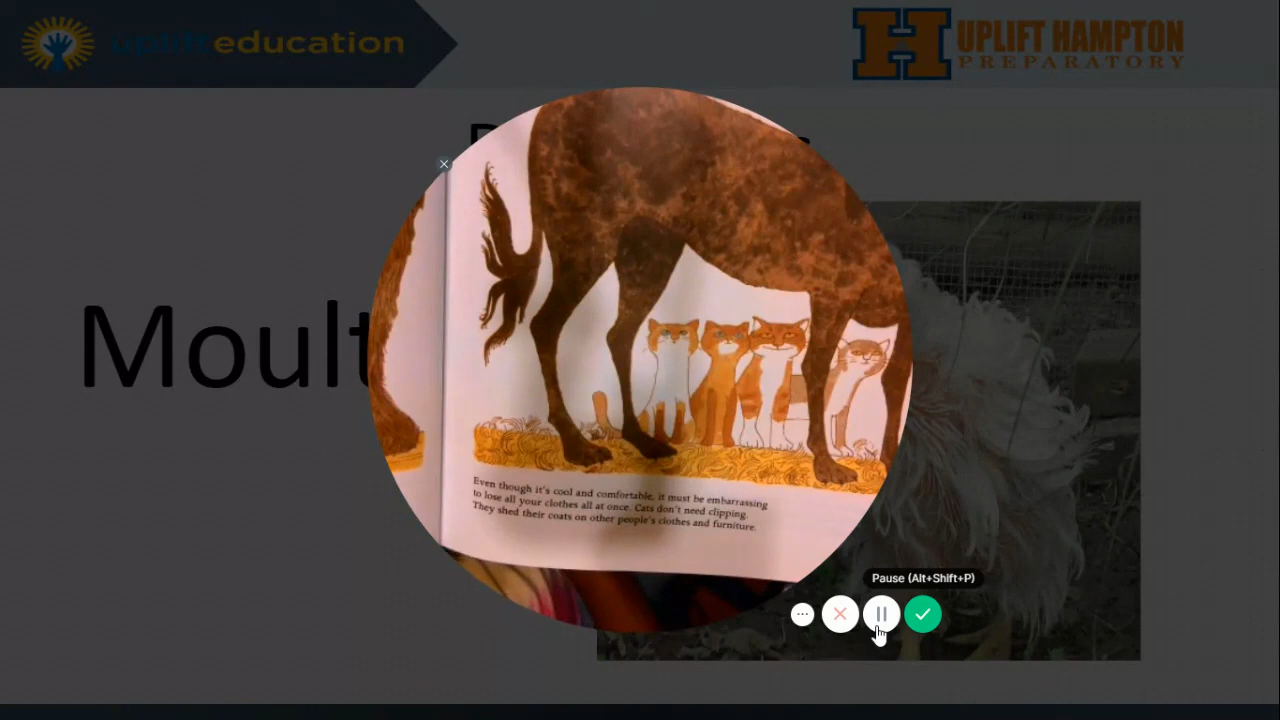 uplift education
H UPLIFT HAMPTON
PREPARATORY
Moult
Even though it's cool and comfortable, it must be embarrassing
to lose all your clothes all at once. Cats don't need clipping.
They shed their coats on other people's clothes and furniture.
Pause (Alt+Shift+P)